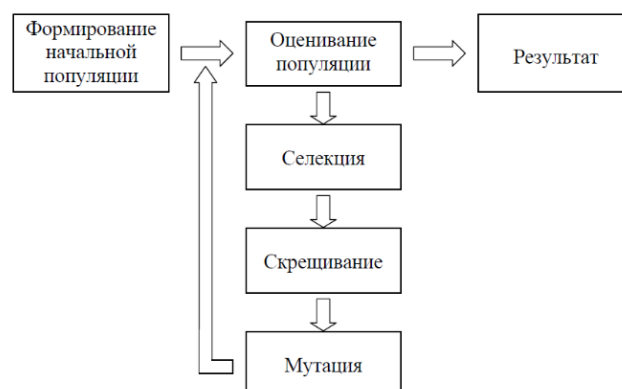 Формирование
начальной
популяции
Оценивание
популяции
Результат
Селекция
Скрещивание
Мутация